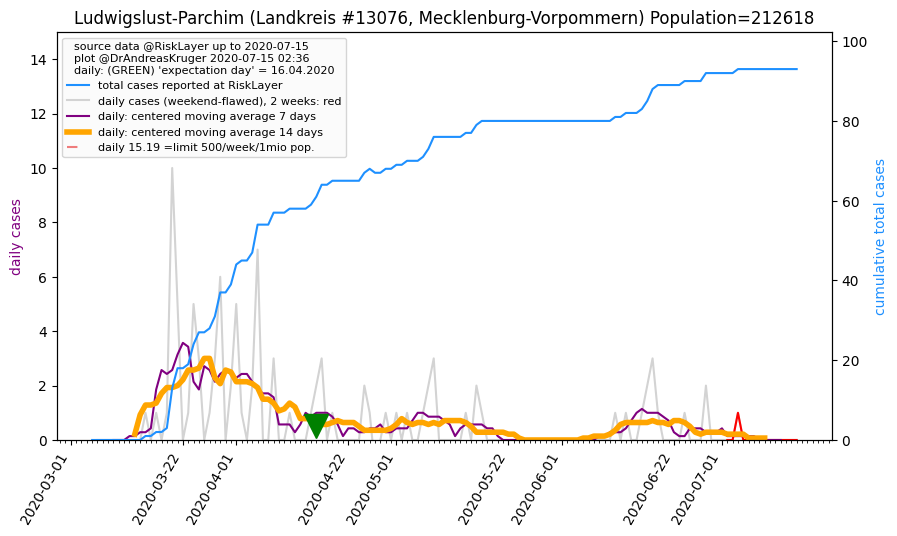 Ludwigslust-Parchim (Landkreis #13076, Mecklenburg-Vorpommern) Population=212618
source data @RiskLayer up to 2020-07-15
plot @DrAndreasKruger 2020-07-15 02:36
daily: (GREEN) 'expectation day' = 16.04.2020
total cases reported at RiskLayer
daily cases (weekend-flawed), 2 weeks: red
daily: centered moving average 7 days
daily: centered moving average 14 days
daily 15.19 =limit 500/week/1mio pop.
daily cases
14
12
10
8
6
4
2
0
cumulative total cases
100
80
60
40
20
0
2020-03-01
2020-03-22
2020-04-01
2020-04-22
2020-05-01
2020-05-22
2020-06-01
2020-06-22
2020-07-01